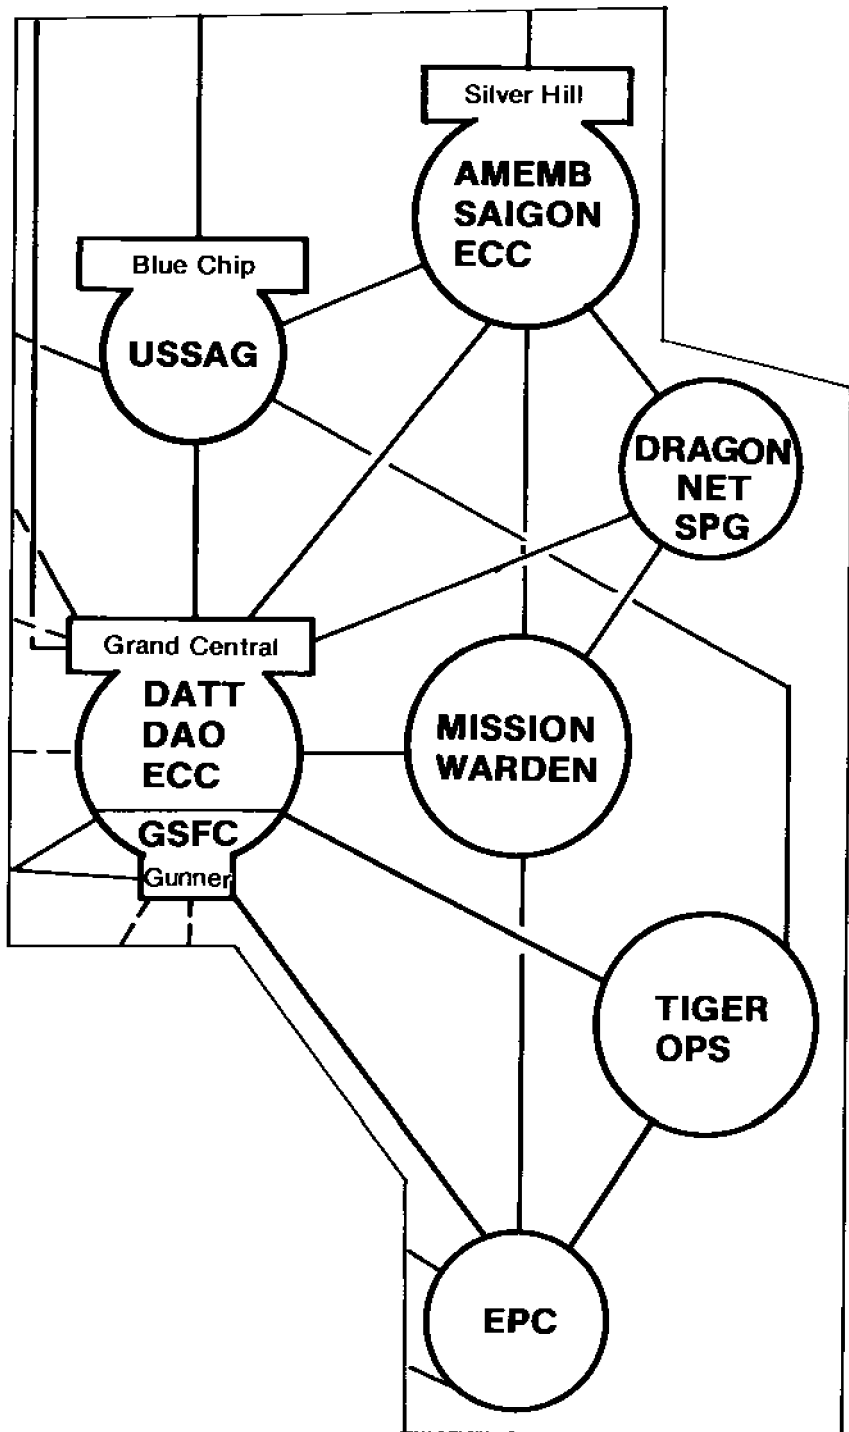 Silver Hill
AMEMB
SAIGON
ECC
Blue Chip
USSAG
DRAGON
NET
SPG
Grand Central
DATT
DAO
ECC
GSFC
Gunner
MISSION
WARDEN
TIGER
OPS
EPC